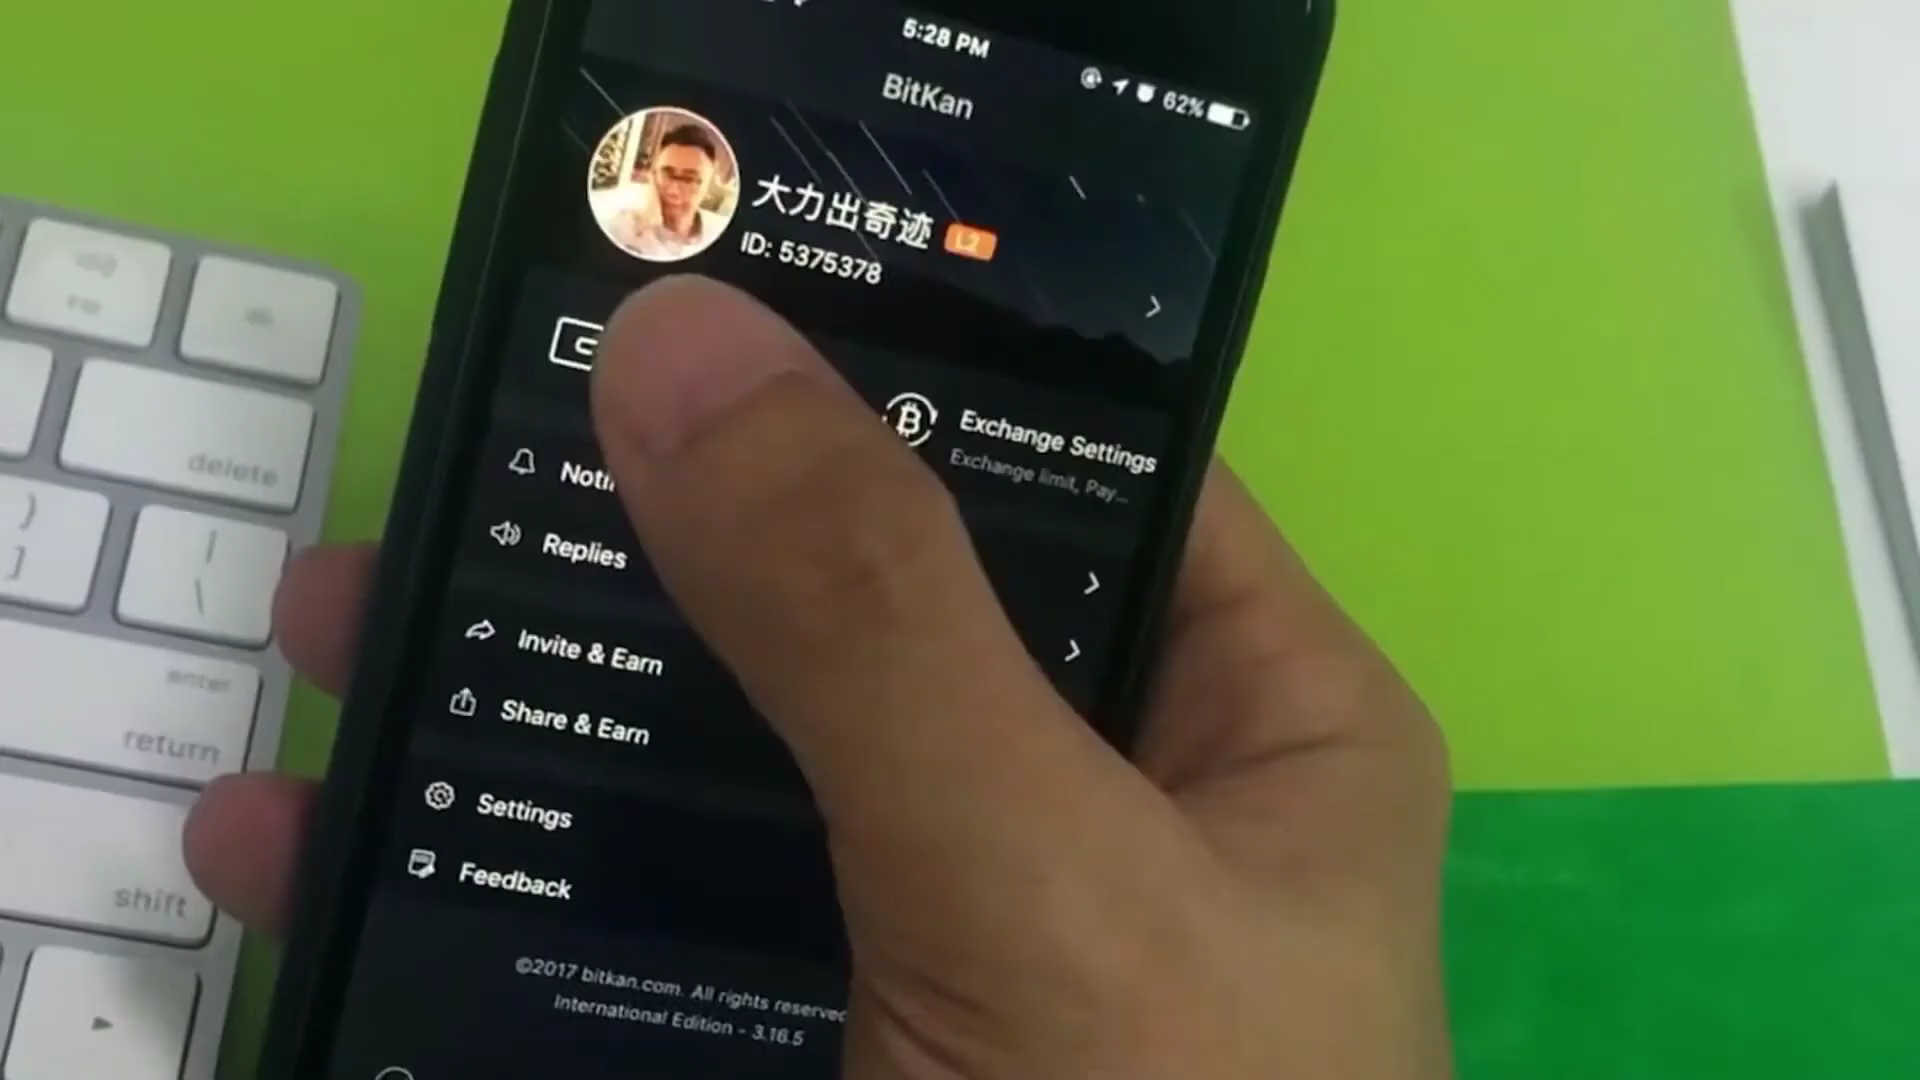 5:28 PM
62%
BitKan
大力出奇迹 L2
ID: 5375378
Exchange Settings
Exchange limit, Pay...
Replies
Invite & Earn
Share & Earn
Settings
Feedback
©2017 bitkan.com. All rights reserved
International Edition - 3.16.5
delete
}
]
|
\
enter
return
shift